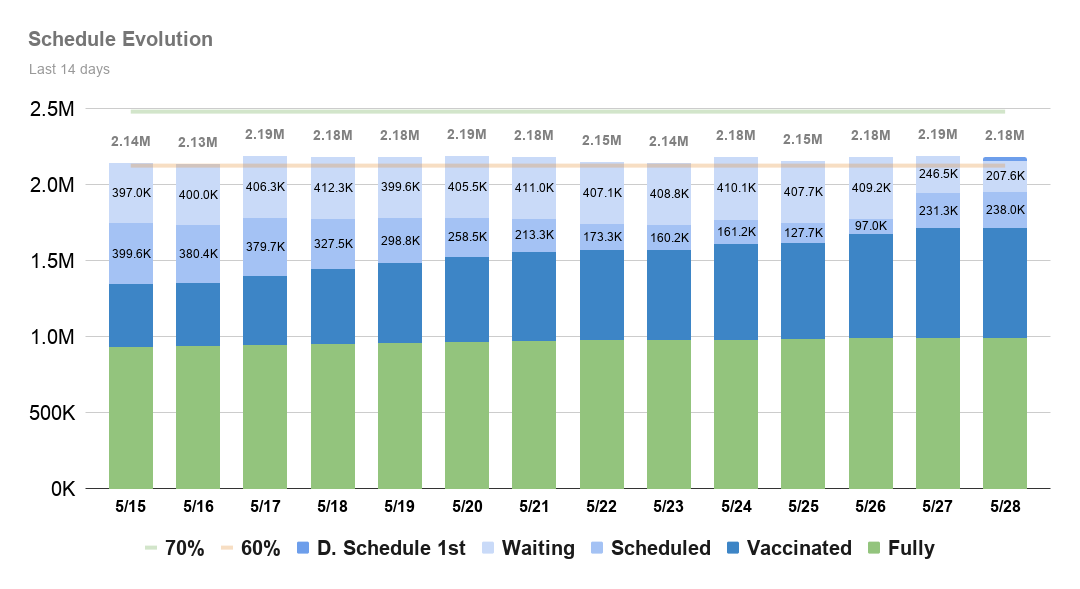 Schedule Evolution
Last 14 days
2.5M
2.14M 2.13M 2.19M 2.18M 2.18M 2.19M 2.18M 2.15M 2.14M 2.18M 2.15M 2.18M 2.19M 2.18M
2.0M
397.0K 400.0K 406.3K 412.3K 399.6K 405.5K 411.0K 407.1K 408.8K 410.1K 407.7K 409.2K 246.5K 207.6K
399.6K 380.4K 379.7K 327.5K 298.8K 258.5K 213.3K 173.3K 160.2K 161.2K 127.7K 97.0K 231.3K 238.0K
1.5M
1.0M
500K
0K
5/15 5/16 5/17 5/18 5/19 5/20 5/21 5/22 5/23 5/24 5/25 5/26 5/27 5/28
70% 60% D. Schedule 1st Waiting Scheduled Vaccinated Fully